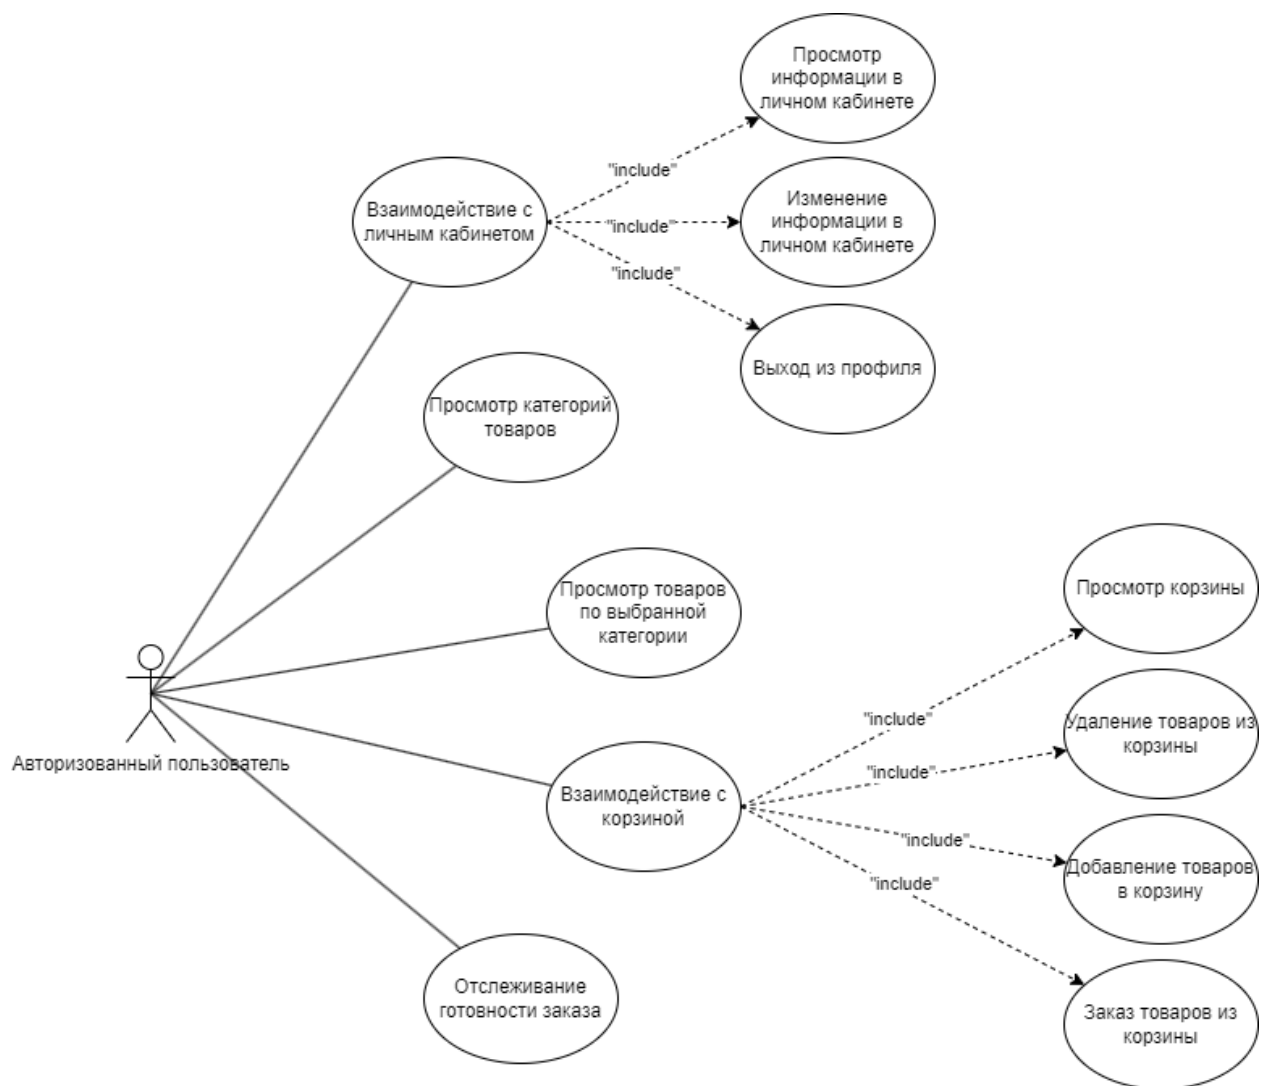 Просмотр
информации в
личном кабинете
"include"
Взаимодействие с
личным кабинетом
"include"
Изменение
информации в
личном кабинете
"include"
Выход из профиля
Просмотр категорий
товаров
Просмотр товаров
по выбранной
категории
Просмотр корзины
Авторизованный пользователь
"include"
Удаление товаров из
корзины
"include"
Взаимодействие с
корзиной
"include"
Добавление товаров
в корзину
"include"
Отслеживание
готовности заказа
Заказ товаров из
корзины